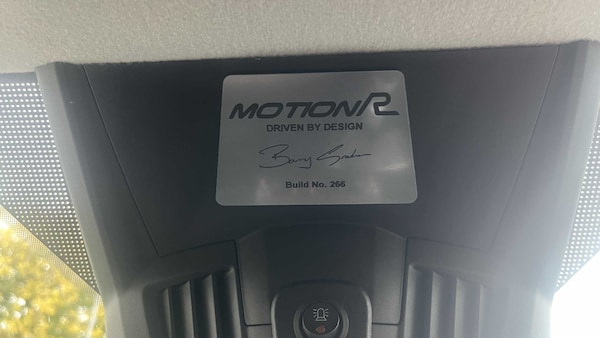 MOTION R
DRIVEN BY DESIGN
Build No. 266